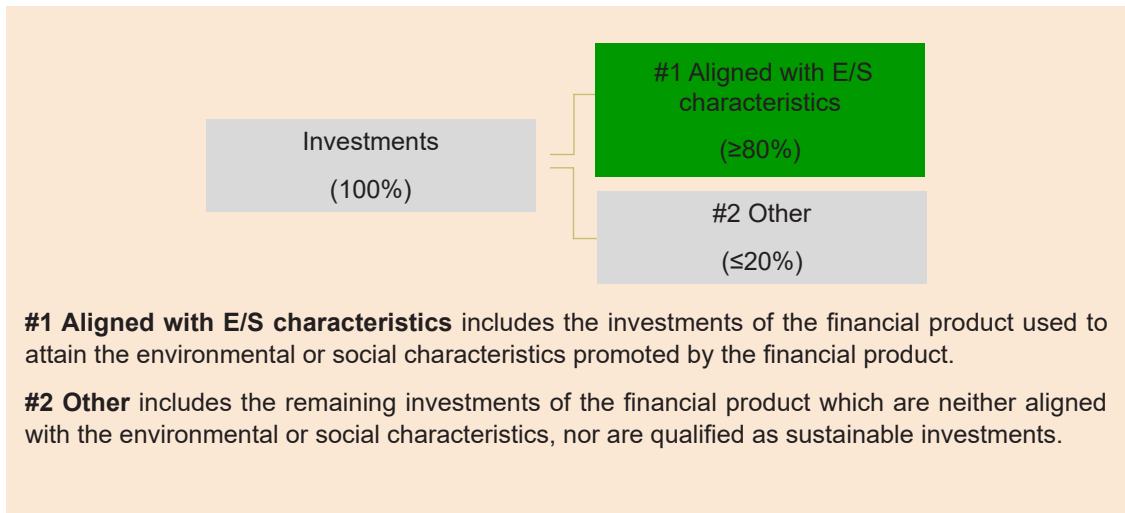 #1 Aligned with E/S
characteristics
(≥80%)
Investments
(100%)
#2 Other
(≤20%)
#1 Aligned with E/S characteristics includes the investments of the financial product used to
attain the environmental or social characteristics promoted by the financial product.
#2 Other includes the remaining investments of the financial product which are neither aligned
with the environmental or social characteristics, nor are qualified as sustainable investments.